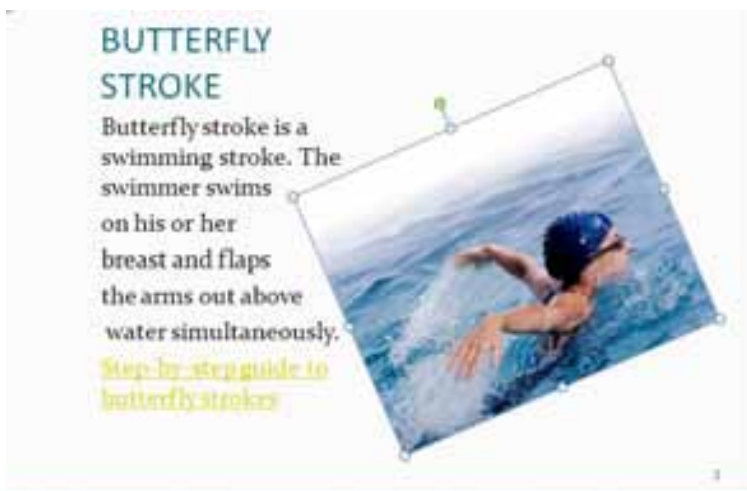 BUTTERFLY
STROKE
Butterfly stroke is a
swimming stroke. The
swimmer swims
on his or her
breast and flaps
the arms out above
water simultaneously.
Step-by-step guide to
butterfly strokes
3